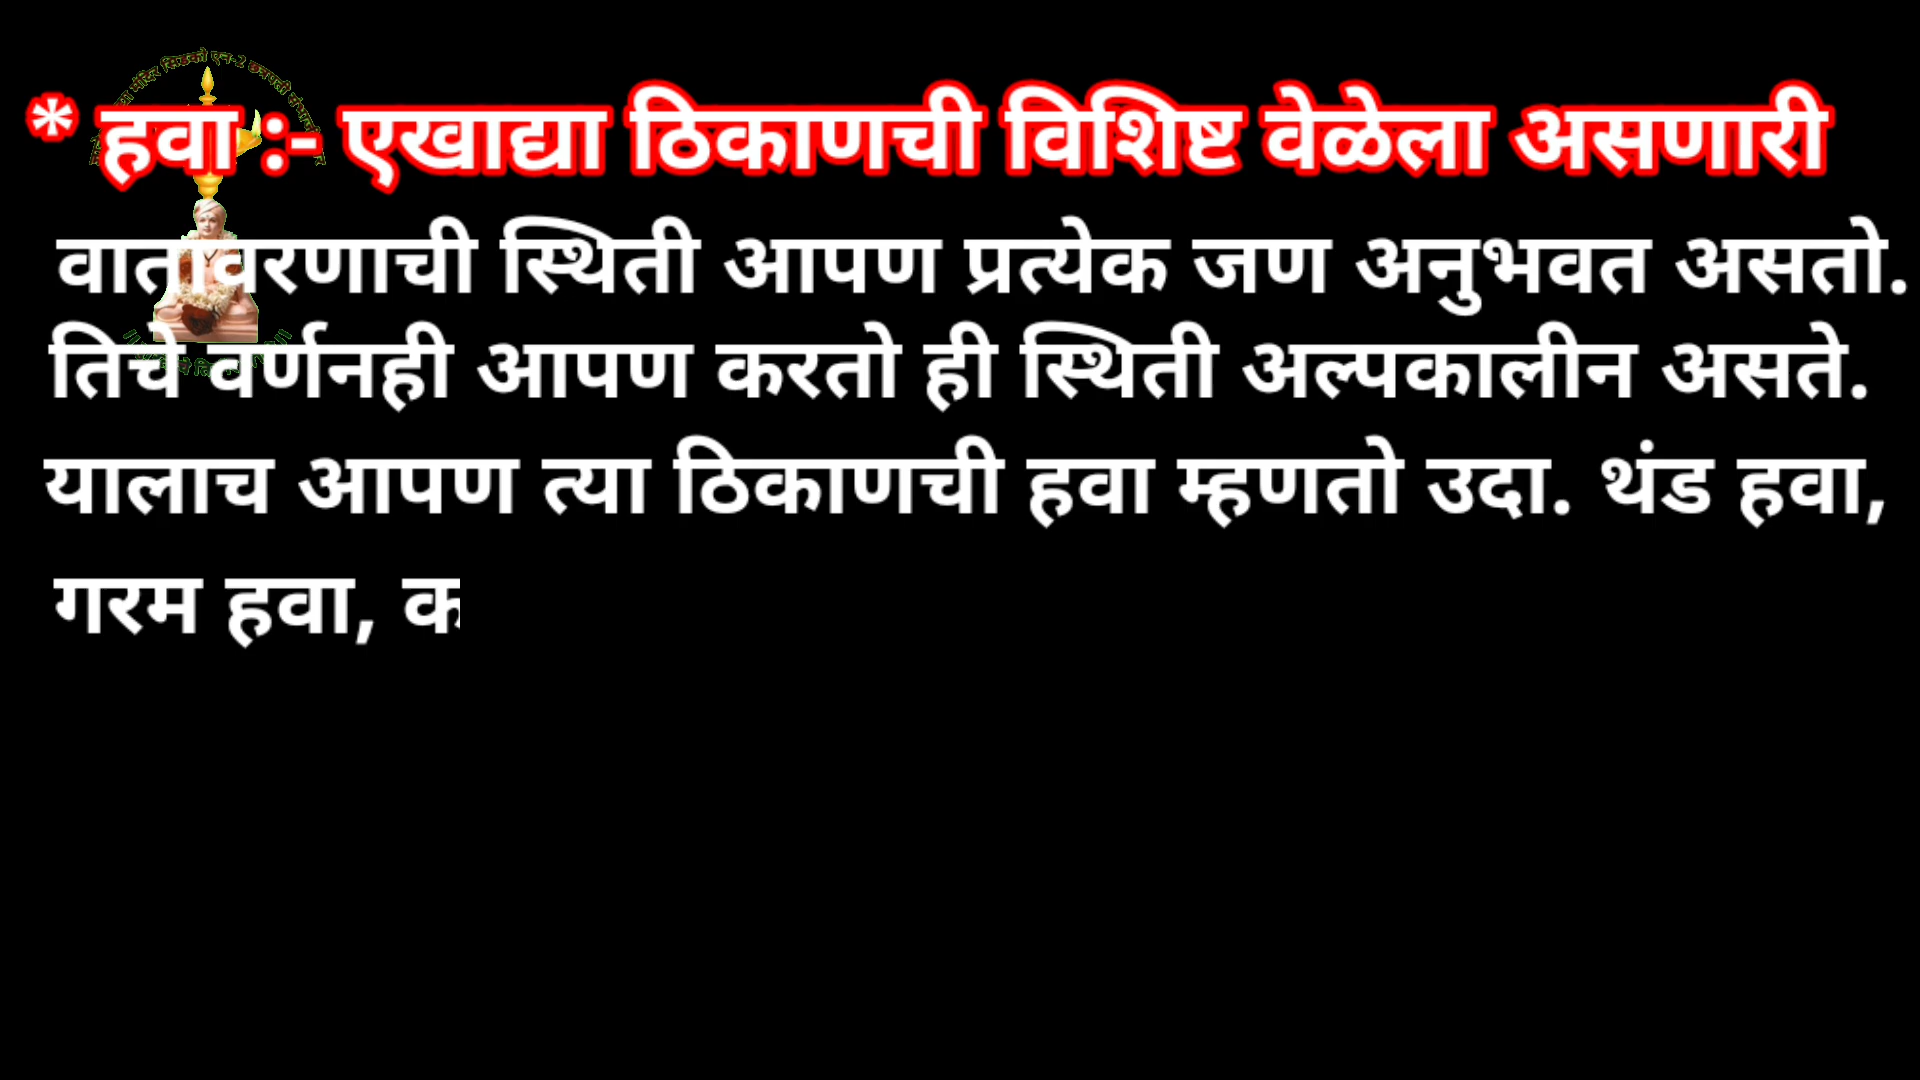 * हवा :- एखाद्या ठिकाणची विशिष्ट वेळेला असणारी
वातावरणाची स्थिती आपण प्रत्येक जण अनुभवत असतो.
तिचे वर्णनही आपण करतो ही स्थिती अल्पकालीन असते.
यालाच आपण त्या ठिकाणची हवा म्हणतो उदा. थंड हवा,
गरम हवा,